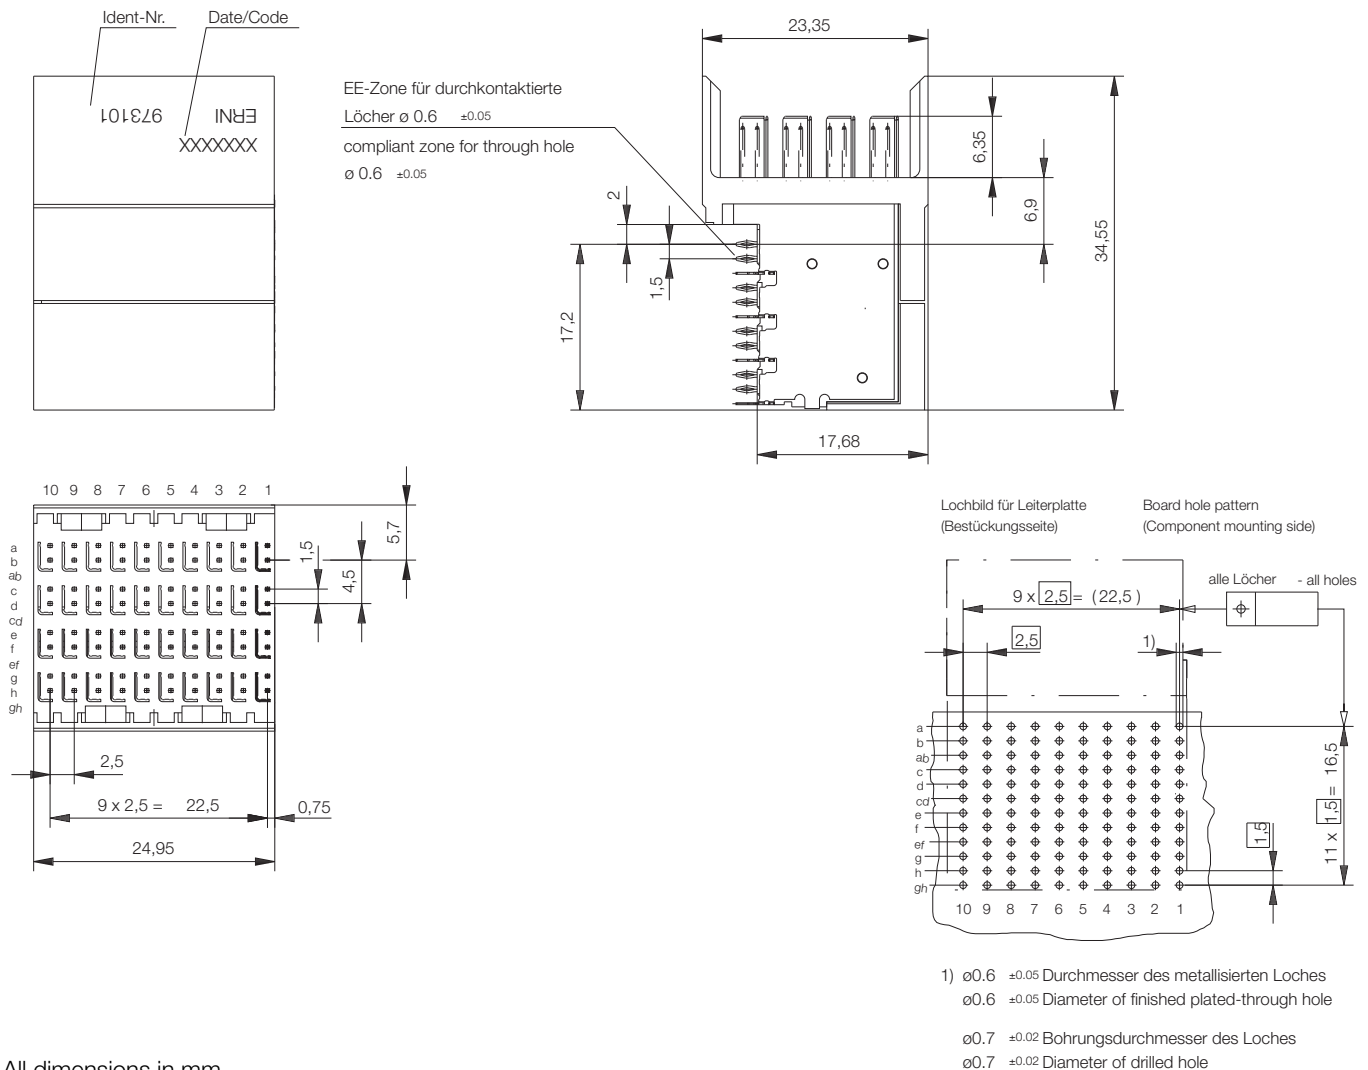 Ident-Nr. Date/Code
ERNI 973101
XXXXXXX
EE-Zone für durchkontaktierte
Löcher ø 0.6 ±0.05
compliant zone for through hole
ø 0.6 ±0.05
23,35
6,35
6,9
34,55
2
1,5
17,2
17,68
10 9 8 7 6 5 4 3 2 1
a
b
ab
c
d
cd
e
f
ef
g
h
gh
1,5
4,5
5,7
2,5
9 x 2,5 = 22,5
0,75
24,95
Lochbild für Leiterplatte
(Bestückungsseite)
Board hole pattern
(Component mounting side)
alle Löcher - all holes
9 x 2,5 = (22,5)
2,5
1)
a
b
ab
c
d
cd
e
f
ef
g
h
gh
1,5
11 x 1,5 = 16,5
10 9 8 7 6 5 4 3 2 1
1) ø0.6 ±0.05 Durchmesser des metallisierten Loches
ø0.6 ±0.05 Diameter of finished plated-through hole
ø0.7 ±0.02 Bohrungsdurchmesser des Loches
ø0.7 ±0.02 Diameter of drilled hole
All dimensions in mm